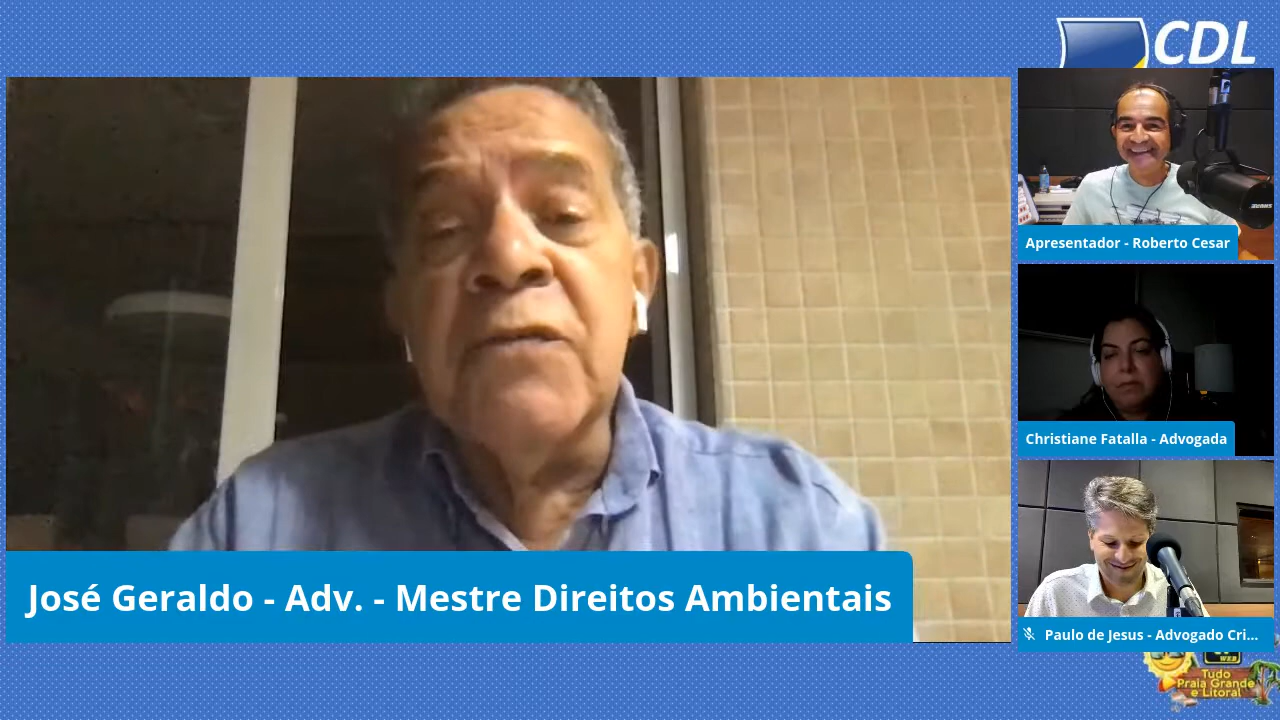 CDL
Apresentador - Roberto Cesar
Christiane Fatalla - Advogada
José Geraldo - Adv. - Mestre Direitos Ambientais
Paulo de Jesus - Advogado Cri...
WEB
Tudo
Praia Grande
e Litoral